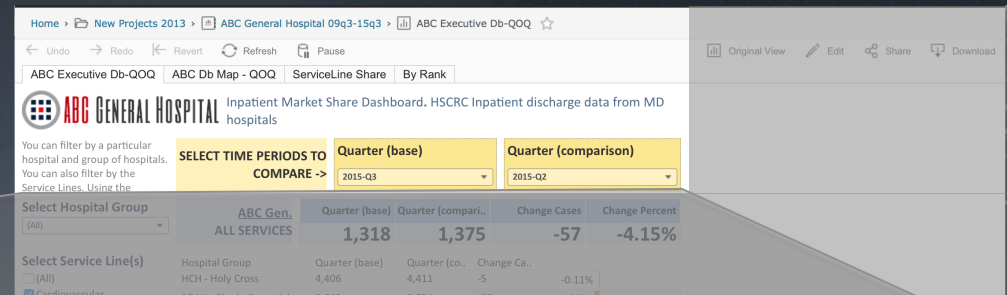 Home › New Projects 2013 › ABC General Hospital 09q3-15q3 › ABC Executive Db-QOQ
Undo Redo Revert Refresh Pause Original View Edit Share Download
ABC Executive Db-QOQ ABC Db Map - QOQ ServiceLine Share By Rank
ABC GENERAL HOSPITAL
Inpatient Market Share Dashboard. HSCRC Inpatient discharge data from MD
hospitals
You can filter by a particular
hospital and group of hospitals.
You can also filter by the
Service Lines. Using the
SELECT TIME PERIODS TO
COMPARE ->
Quarter (base)
2015-Q3
Quarter (comparison)
2015-Q2
Select Hospital Group
(All)
ABC Gen.
ALL SERVICES
Quarter (base) Quarter (compari.. Change Cases Change Percent
1,318 1,375 -57 -4.15%
Select Service Line(s)
(All)
Cardiovascular
Hospital Group Quarter (base) Quarter (co.. Change Ca..
HCH - Holy Cross 4,406 4,411 -5 -0.11%